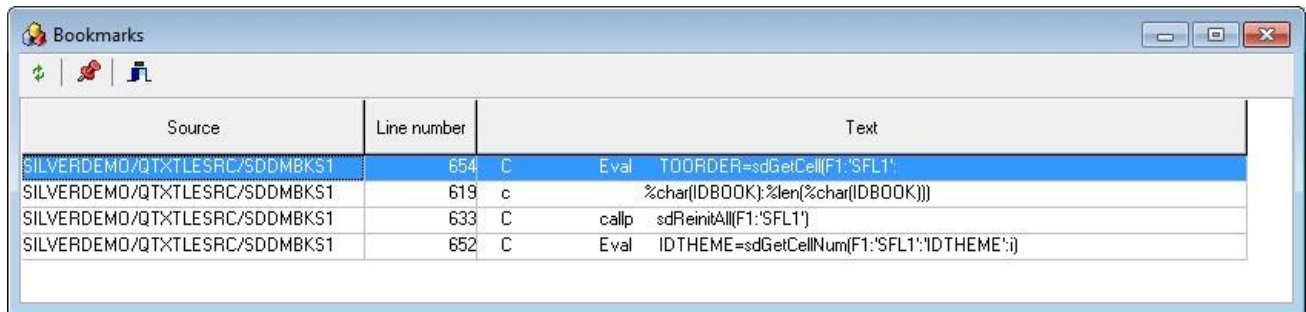 Bookmarks
Source Line number Text
SILVERDEMO/QTXTLESRC/SDDMBKS1 654 C Eval TOORDER=sdGetCell(F1:'SFL1':
SILVERDEMO/QTXTLESRC/SDDMBKS1 619 c %char(IDBOOK):%len(%char(IDBOOK)))
SILVERDEMO/QTXTLESRC/SDDMBKS1 633 C callp sdReinitAll(F1:'SFL1')
SILVERDEMO/QTXTLESRC/SDDMBKS1 652 C Eval IDTHEME=sdGetCellNum(F1:'SFL1':'IDTHEME':i)